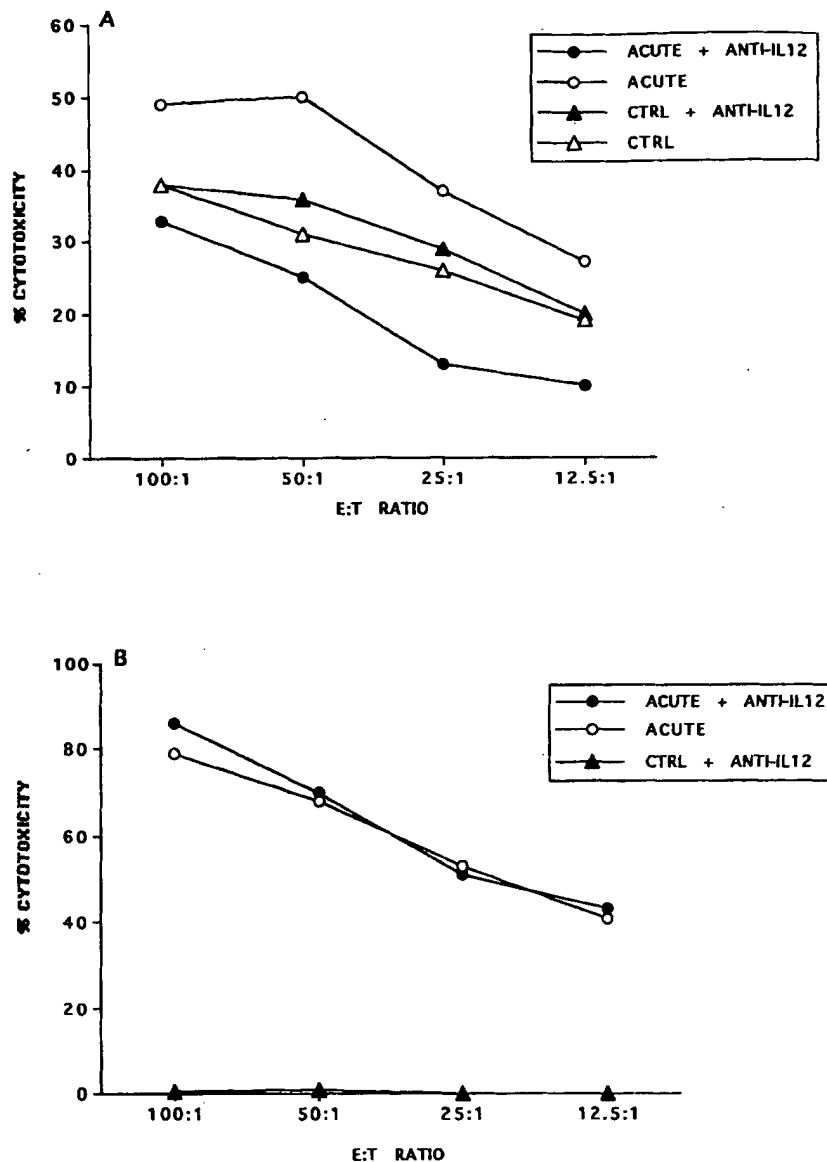 A
60
50
40
30
20
10
0
% CYTOTOXICITY
100:1 50:1 25:1 12.5:1
E:T RATIO
ACUTE + ANTI-IL12
ACUTE
CTRL + ANTI-IL12
CTRL
B
100
80
60
40
20
0
% CYTOTOXICITY
100:1 50:1 25:1 12.5:1
E:T RATIO
ACUTE + ANTI-IL12
ACUTE
CTRL + ANTI-IL12